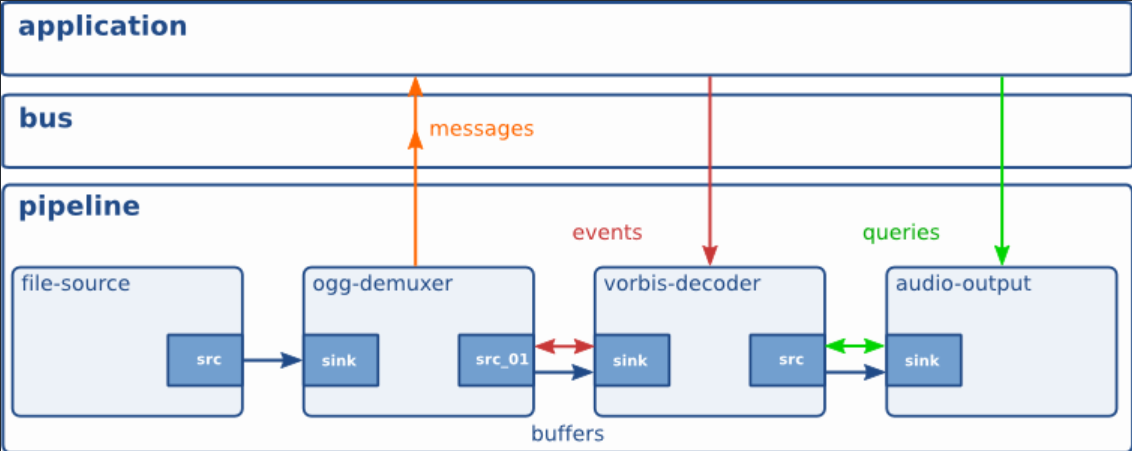 application
bus
messages
pipeline
events
queries
file-source
ogg-demuxer
vorbis-decoder
audio-output
src
sink
src_01
sink
src
sink
buffers